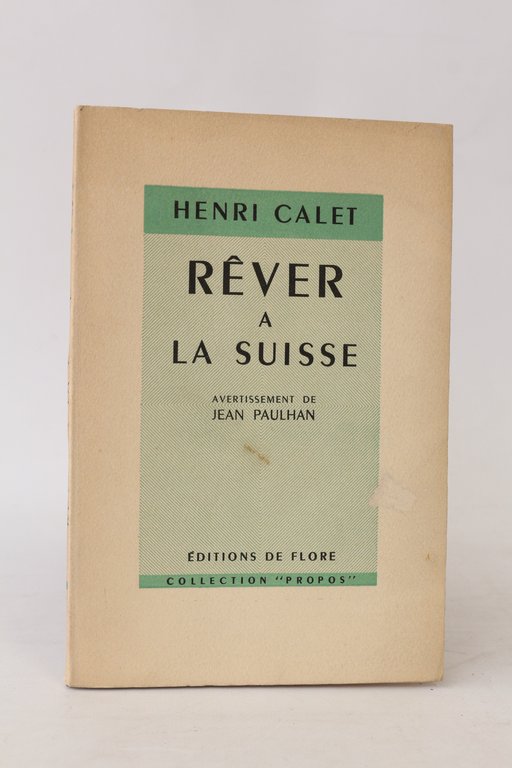 HENRI CALET
RÊVER
A
LA SUISSE
AVERTISSEMENT DE
JEAN PAULHAN
ÉDITIONS DE FLORE
COLLECTION "PROPOS"